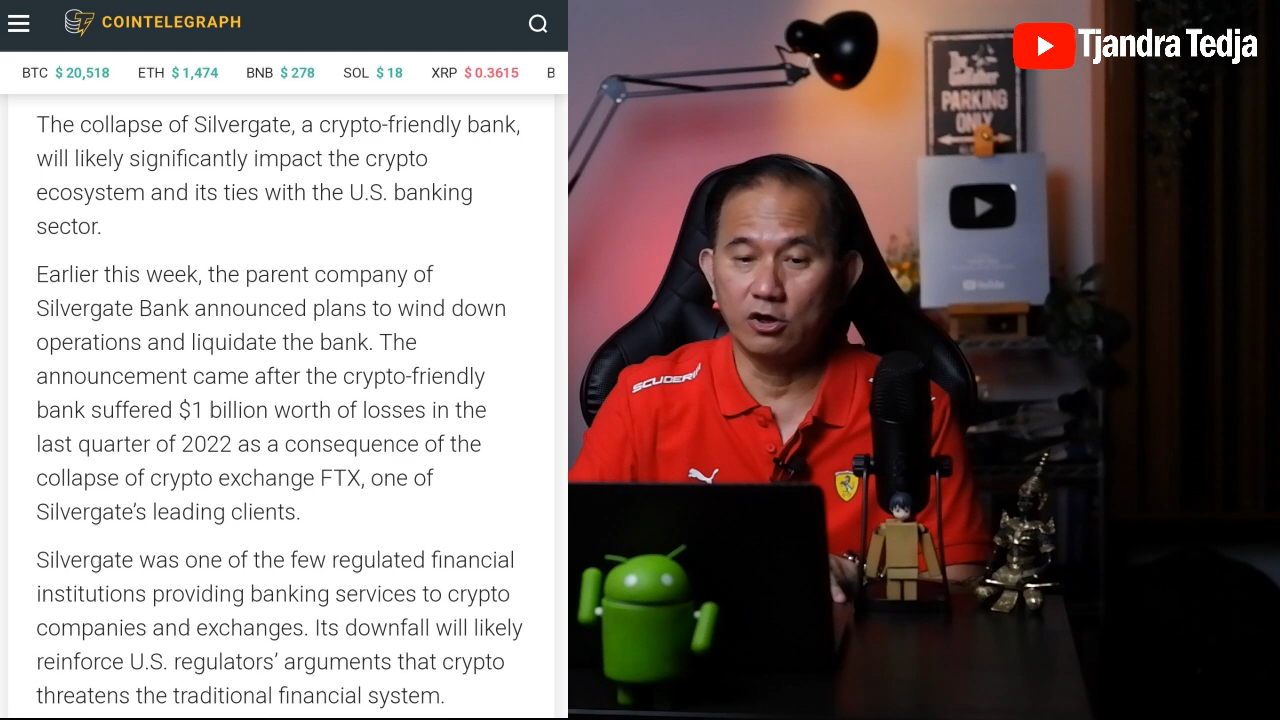 COINTELEGRAPH
BTC $ 20,518 ETH $ 1,474 BNB $ 278 SOL $ 18 XRP $ 0.3615 B
The collapse of Silvergate, a crypto-friendly bank,
will likely significantly impact the crypto
ecosystem and its ties with the U.S. banking
sector.
Earlier this week, the parent company of
Silvergate Bank announced plans to wind down
operations and liquidate the bank. The
announcement came after the crypto-friendly
bank suffered $1 billion worth of losses in the
last quarter of 2022 as a consequence of the
collapse of crypto exchange FTX, one of
Silvergate’s leading clients.
Silvergate was one of the few regulated financial
institutions providing banking services to crypto
companies and exchanges. Its downfall will likely
reinforce U.S. regulators’ arguments that crypto
threatens the traditional financial system.
Tjandra Tedja
The Godfather
PARKING
ONLY
SCUDERIA